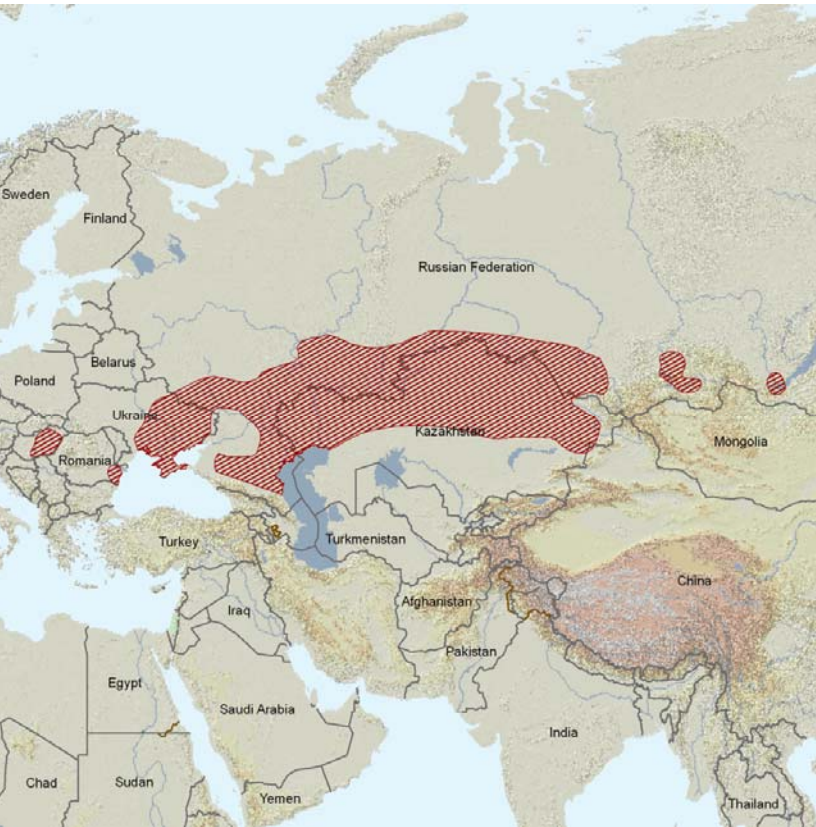 Sweden
Finland
Russian Federation
Belarus
Poland
Ukraine
Kazakhstan
Mongolia
Romania
Turkey
Turkmenistan
China
Afghanistan
Iraq
Pakistan
Egypt
Saudi Arabia
India
Chad
Sudan
Yemen
Thailand